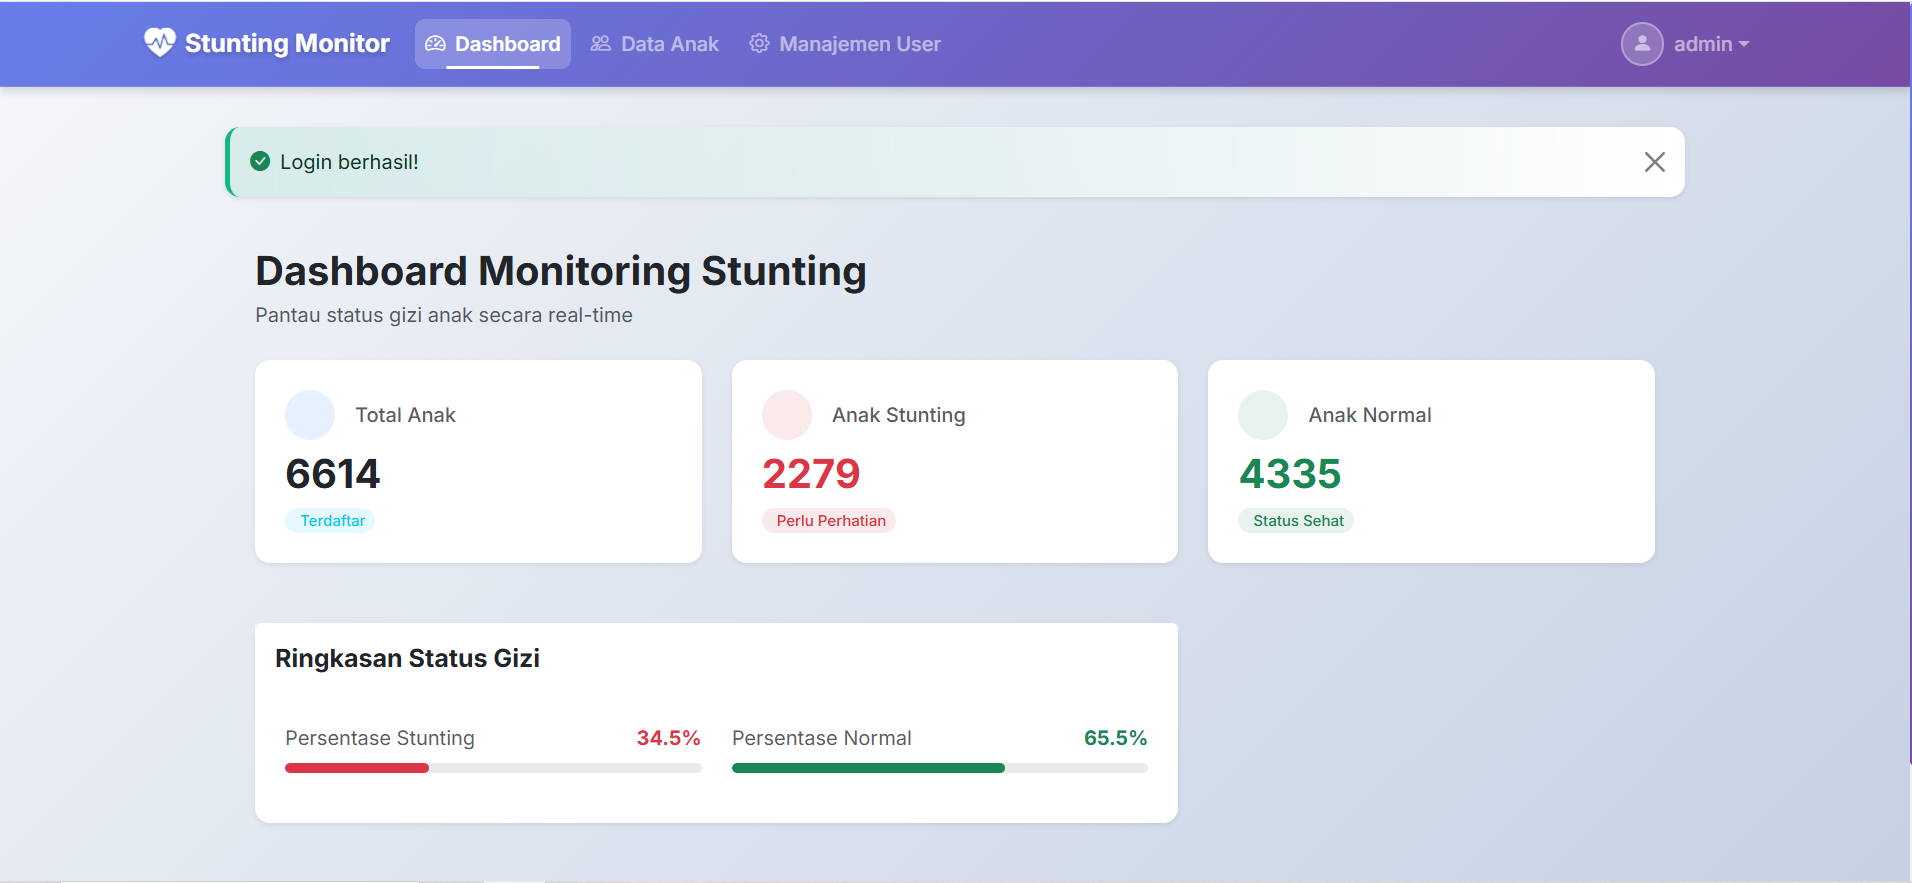 Stunting Monitor
Dashboard
Data Anak
Manajemen User
admin
Login berhasil!
Dashboard Monitoring Stunting
Pantau status gizi anak secara real-time
Total Anak
6614
Terdaftar
Anak Stunting
2279
Perlu Perhatian
Anak Normal
4335
Status Sehat
Ringkasan Status Gizi
Persentase Stunting
34.5%
Persentase Normal
65.5%